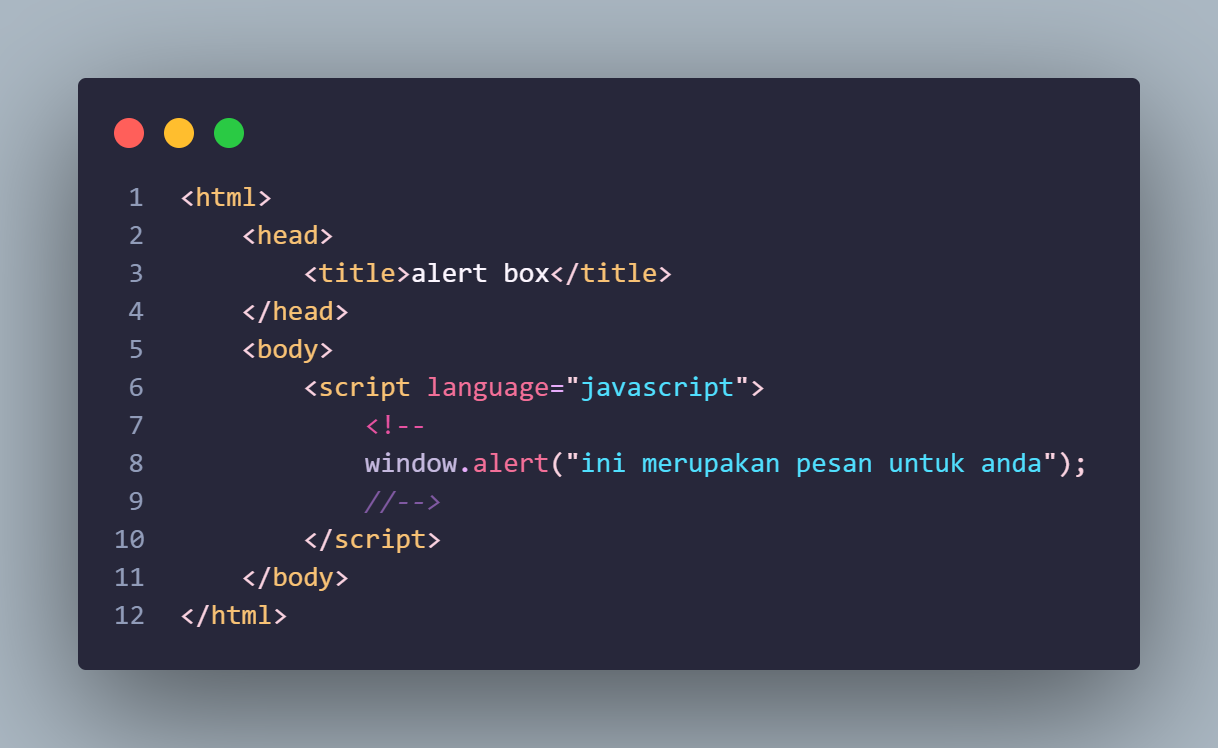 1 <html>
2 <head>
3 <title>alert box</title>
4 </head>
5 <body>
6 <script language="javascript">
7 <!--
8 window.alert("ini merupakan pesan untuk anda");
9 //-->
10 </script>
11 </body>
12 </html>